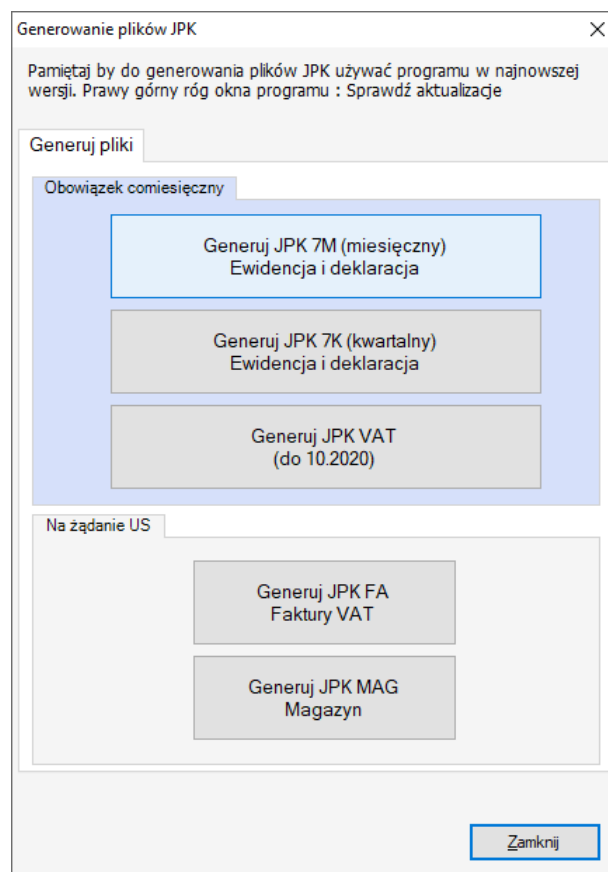 Generowanie plików JPK
Pamiętaj by do generowania plików JPK używać programu w najnowszej
wersji. Prawy górny róg okna programu : Sprawdź aktualizacje
Generuj pliki
Obowiązek comiesięczny
Generuj JPK 7M (miesięczny)
Ewidencja i deklaracja
Generuj JPK 7K (kwartalny)
Ewidencja i deklaracja
Generuj JPK VAT
(do 10.2020)
Na żądanie US
Generuj JPK FA
Faktury VAT
Generuj JPK MAG
Magazyn
Zamknij